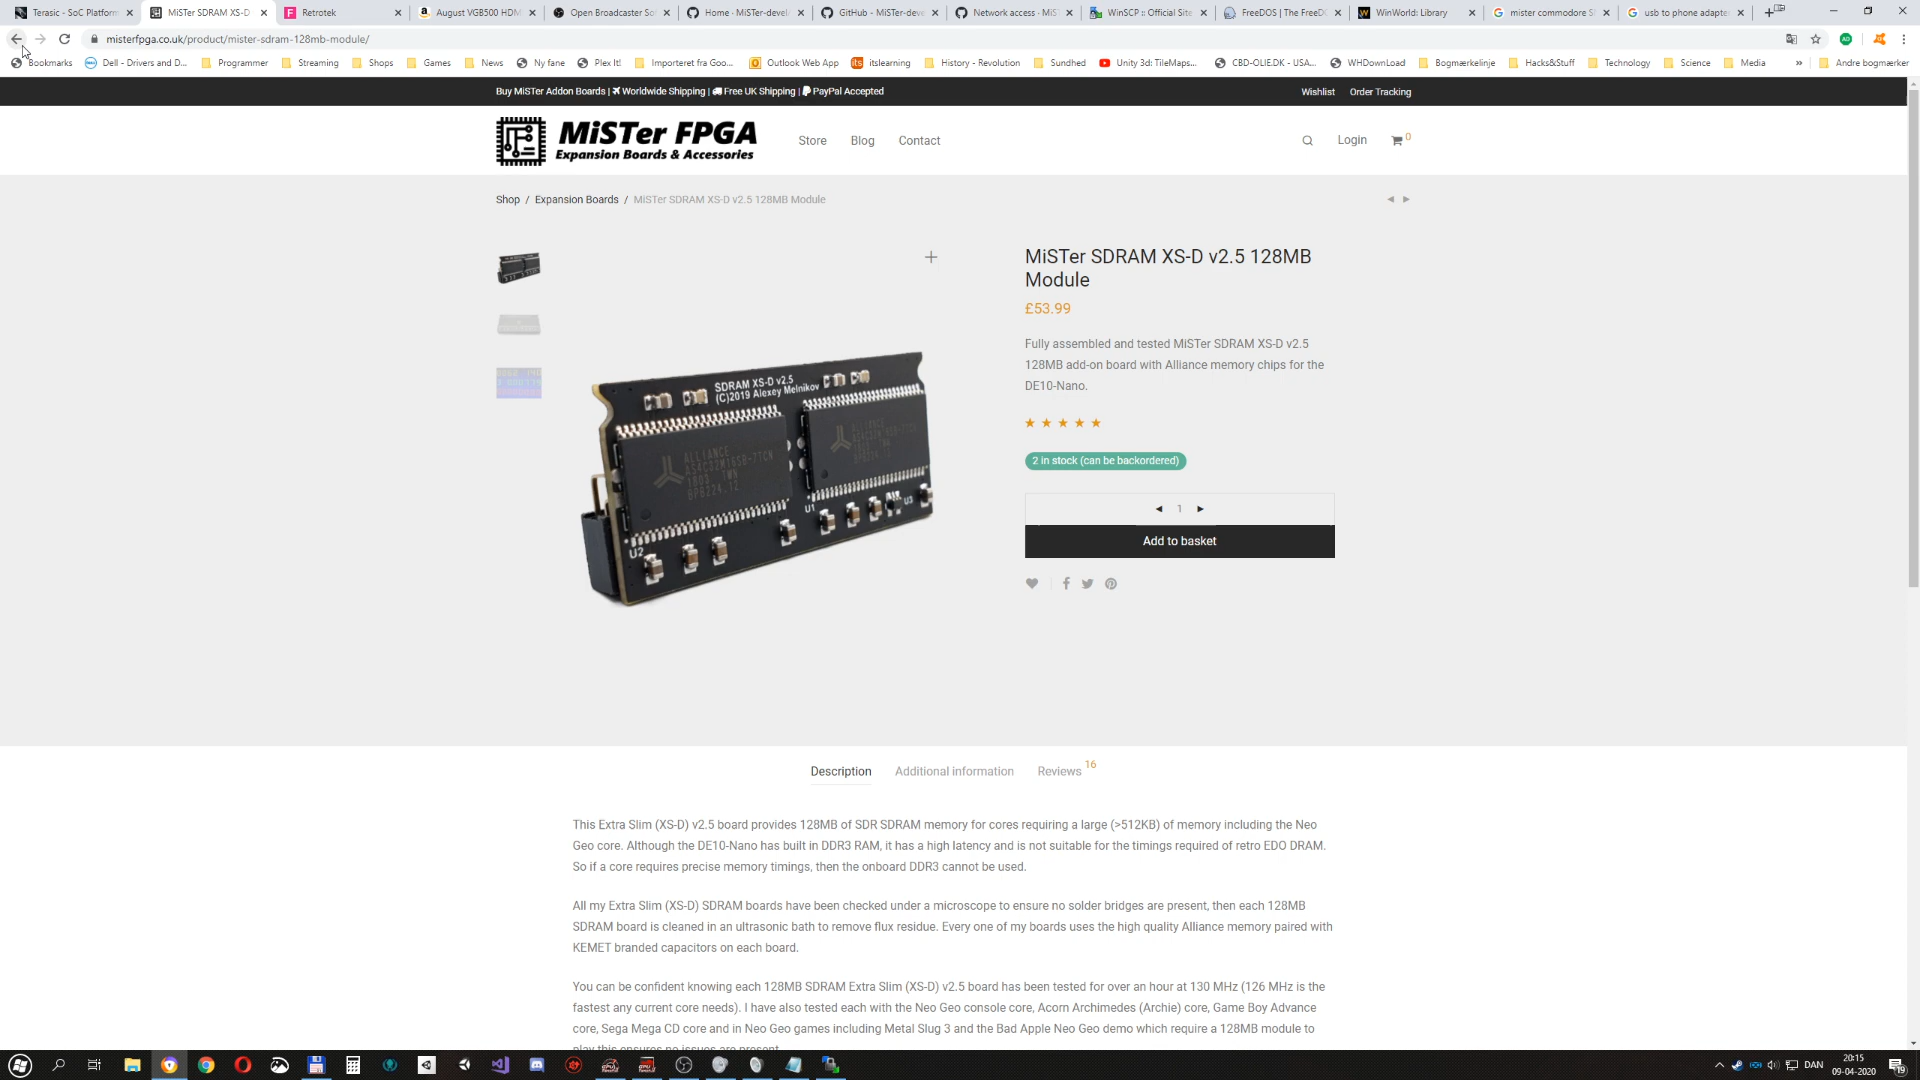 Terasic - SoC Platform
MiSTer SDRAM XS-D
Retrotek
August VGB500 HDMI
Open Broadcaster So
Home · MiSTer-devel
GitHub - MiSTer-deve
Network access · MiST
WinSCP :: Official Site
FreeDOS | The FreeD
WinWorld: Library
mister commodore
usb to phone adapte
misterfpga.co.uk/product/mister-sdram-128mb-module/
Bookmarks
Dell - Drivers and D...
Programmer
Streaming
Shops
Games
News
Ny fane
Plex It!
Importeret fra Goo...
Outlook Web App
itslearning
History - Revolution
Sundhed
Unity 3d: TileMaps...
CBD-OLIE.DK - USA...
WHDownLoad
Bogmærkelinje
Hacks&Stuff
Technology
Science
Media
»
Andre bogmærker
Buy MiSTer Addon Boards | Worldwide Shipping | Free UK Shipping | PayPal Accepted
Wishlist
Order Tracking
MiSTer FPGA
Expansion Boards & Accessories
Store
Blog
Contact
Login
0
Shop / Expansion Boards / MiSTer SDRAM XS-D v2.5 128MB Module
SDRAM XS-D v2.5
(C)2019 Alexey Melnikov
ALLIANCE
AS4C32M16SB-7TCN
U1
U2
U3
MiSTer SDRAM XS-D v2.5 128MB
Module
£53.99
Fully assembled and tested MiSTer SDRAM XS-D v2.5
128MB add-on board with Alliance memory chips for the
DE10-Nano.
2 in stock (can be backordered)
1
Add to basket
Description
Additional information
Reviews 16
This Extra Slim (XS-D) v2.5 board provides 128MB of SDR SDRAM memory for cores requiring a large (>512KB) of memory including the Neo
Geo core. Although the DE10-Nano has built in DDR3 RAM, it has a high latency and is not suitable for the timings required of retro EDO DRAM.
So if a core requires precise memory timings, then the onboard DDR3 cannot be used.
All my Extra Slim (XS-D) SDRAM boards have been checked under a microscope to ensure no solder bridges are present, then each 128MB
SDRAM board is cleaned in an ultrasonic bath to remove flux residue. Every one of my boards uses the high quality Alliance memory paired with
KEMET branded capacitors on each board.
You can be confident knowing each 128MB SDRAM Extra Slim (XS-D) v2.5 board has been tested for over an hour at 130 MHz (126 MHz is the
fastest any current core needs). I have also tested each with the Neo Geo console core, Acorn Archimedes (Archie) core, Game Boy Advance
core, Sega Mega CD core and in Neo Geo games including Metal Slug 3 and the Bad Apple Neo Geo demo which require a 128MB module to
play this ensures no issues are present.
DAN
20:15
09-04-2020